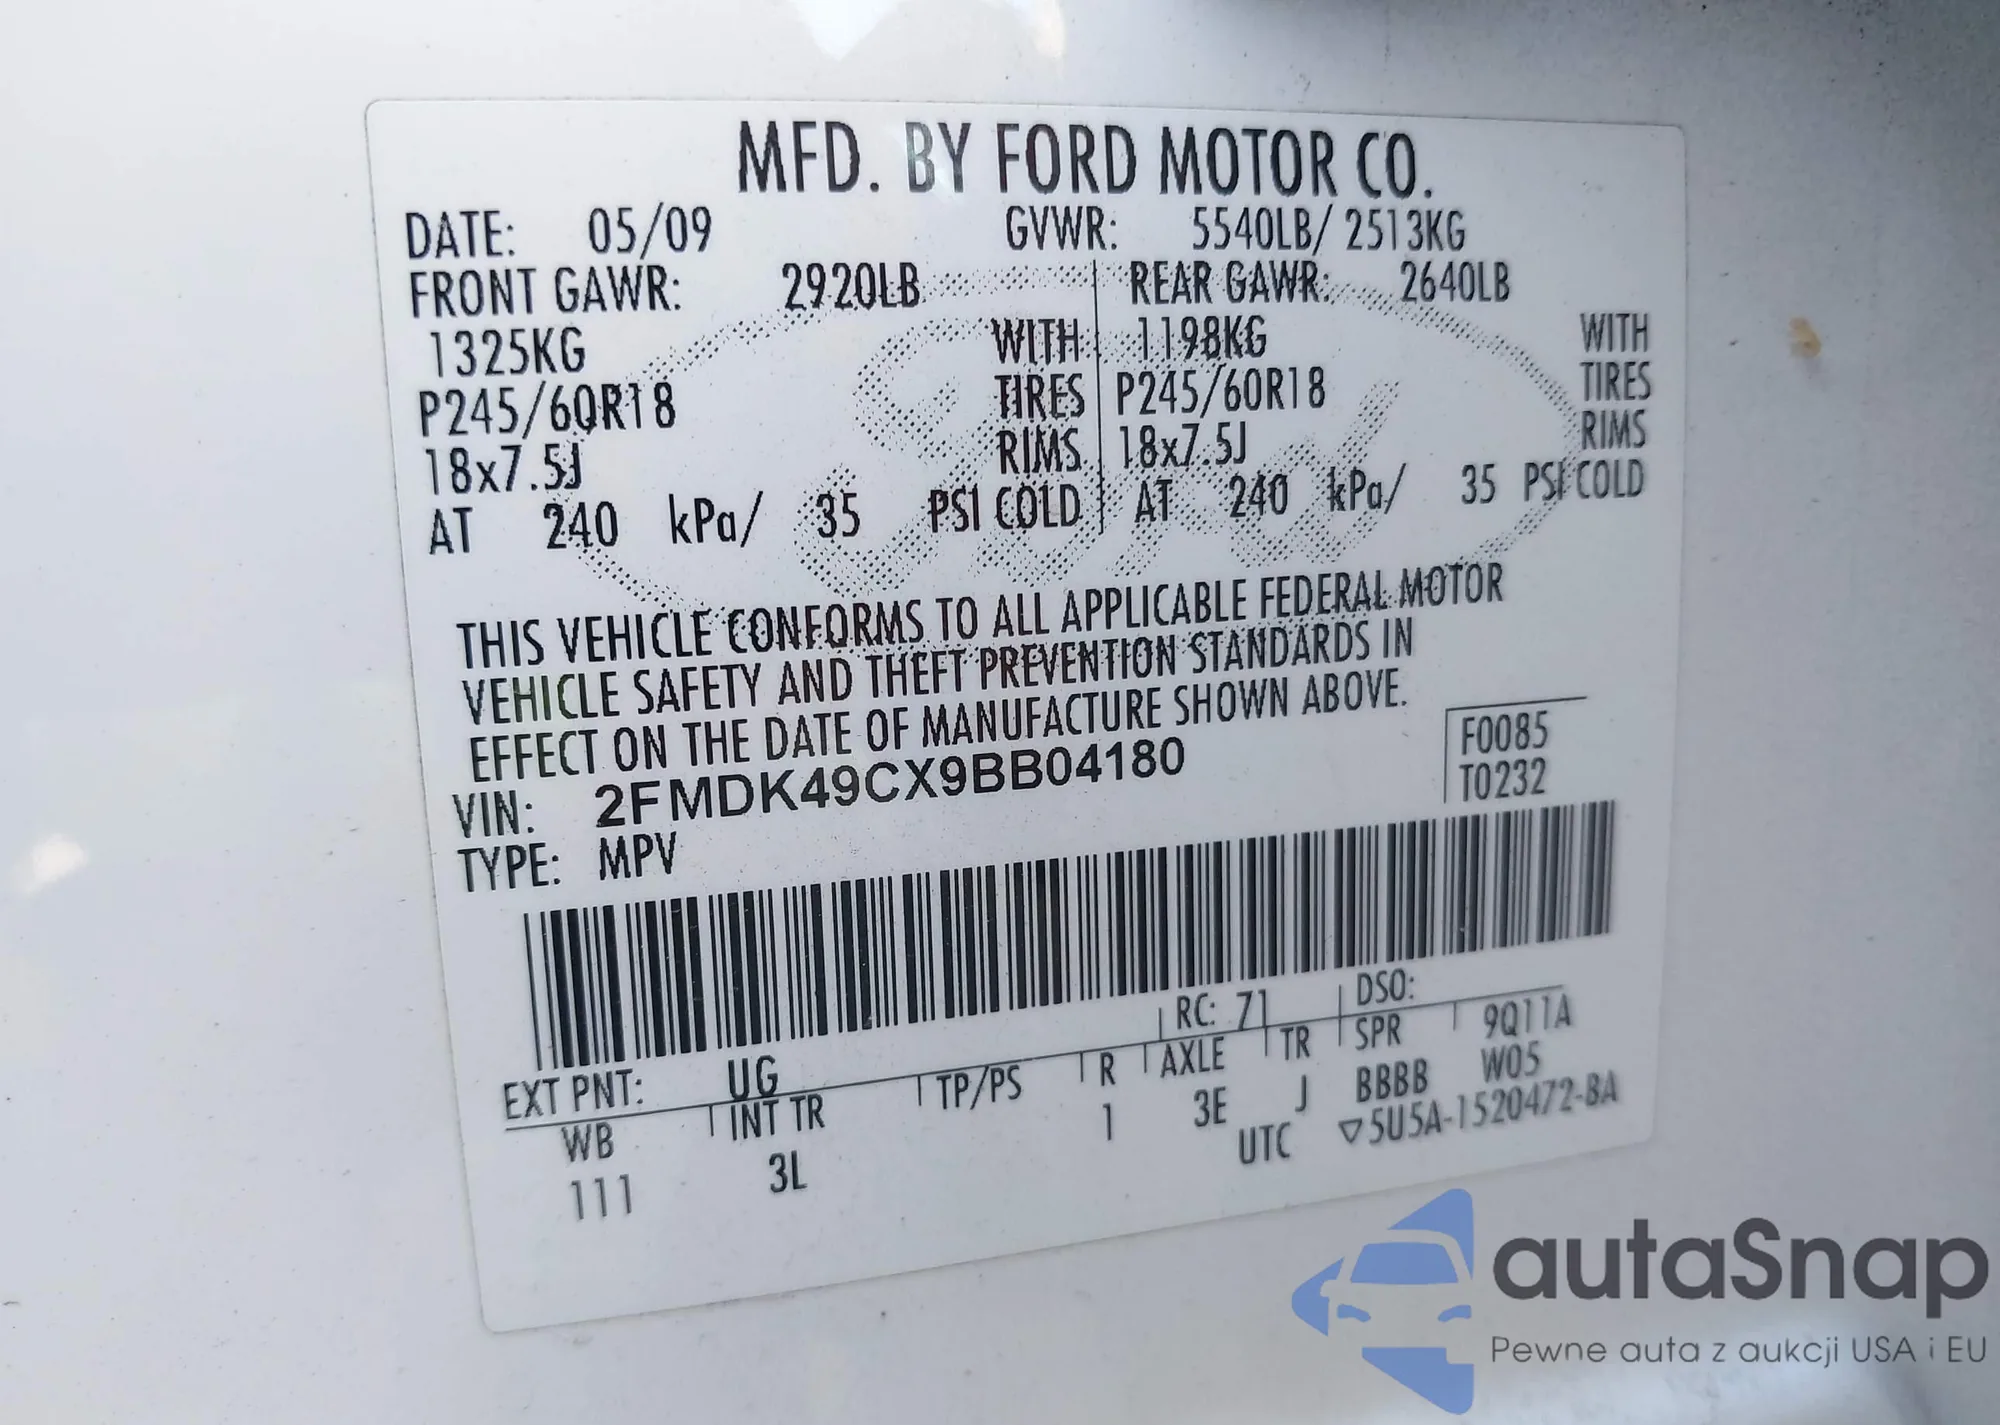 MFD. BY FORD MOTOR CO.
DATE: 05/09 GVWR: 5540LB/ 2513KG
FRONT GAWR: 2920LB REAR GAWR: 2640LB
1325KG WITH 1198KG WITH
P245/60R18 TIRES P245/60R18 TIRES
18x7.5J RIMS 18x7.5J RIMS
AT 240 kPa/ 35 PSI COLD AT 240 kPa/ 35 PSI COLD
THIS VEHICLE CONFORMS TO ALL APPLICABLE FEDERAL MOTOR
VEHICLE SAFETY AND THEFT PREVENTION STANDARDS IN
EFFECT ON THE DATE OF MANUFACTURE SHOWN ABOVE.
F0085
VIN: 2FMDK49CX9BB04180 T0232
TYPE: MPV
EXT PNT: UG RC: 71 DSO:
WB INT TR TP/PS R AXLE TR SPR 9Q11A
111 3L 1 3E J BBBB W05
UTC ▽5U5A-1520472-BA
autaSnap
Pewne auta z aukcji USA i EU